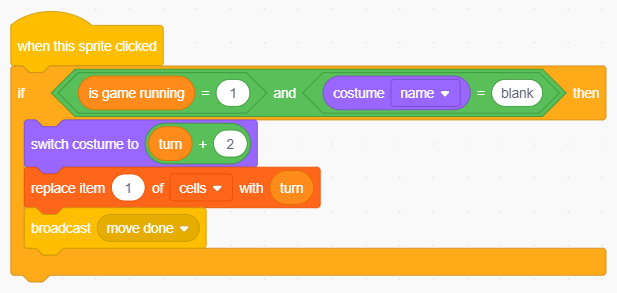 when this sprite clicked
if is game running = 1 and costume name = blank then
switch costume to turn + 2
replace item 1 of cells with turn
broadcast move done